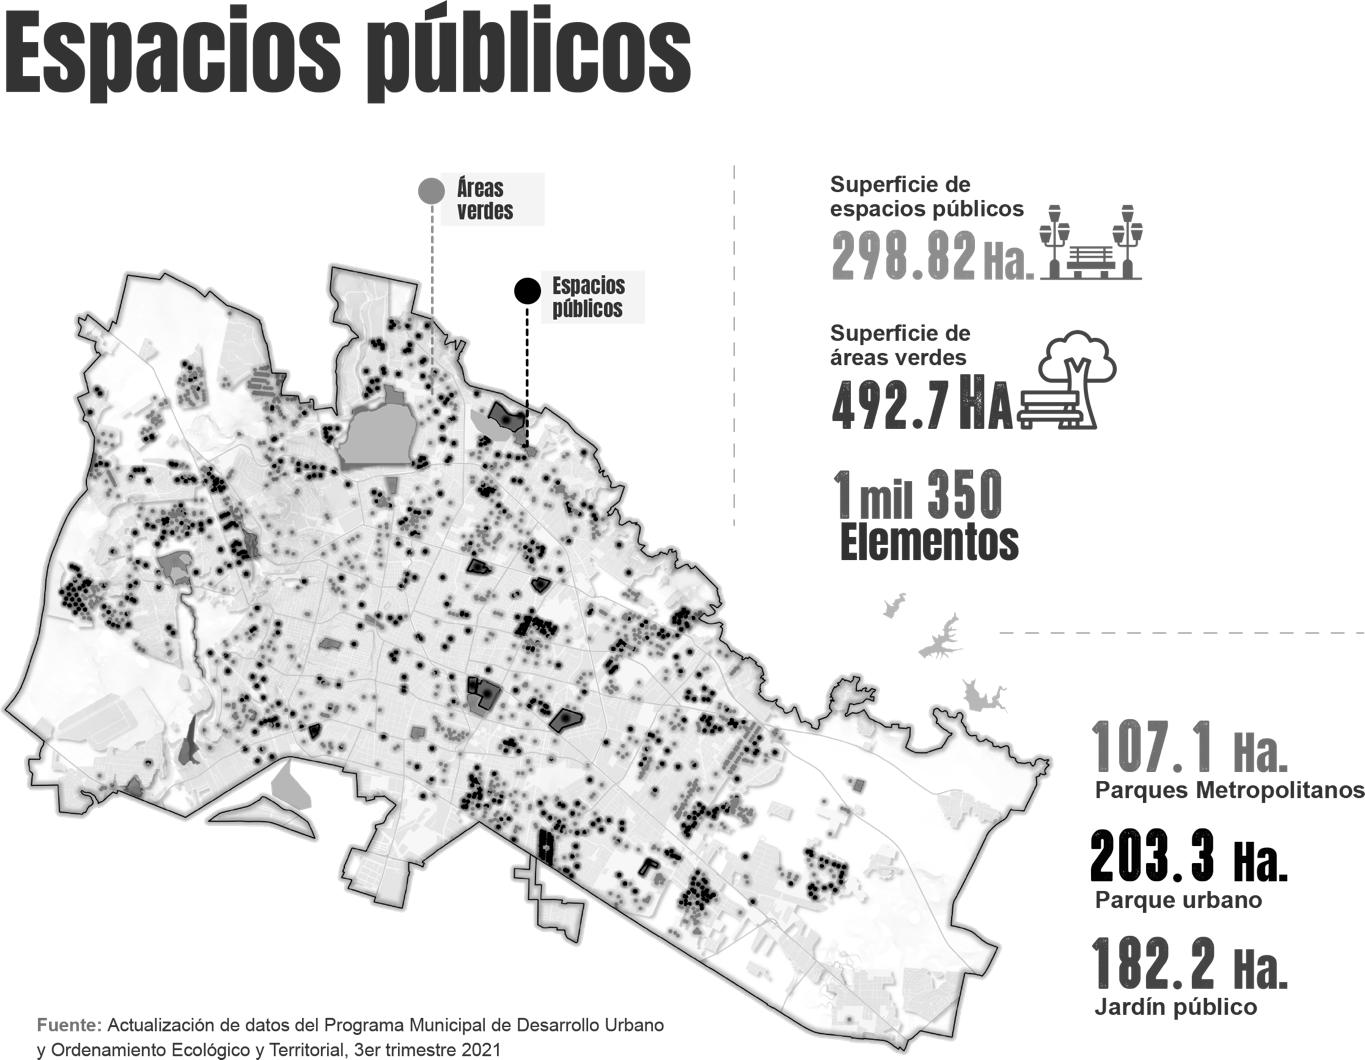 Espacios públicos
Áreas
verdes
Espacios
públicos
Superficie de
espacios públicos
298.82 Ha.
Superficie de
áreas verdes
492.7 HA
1 mil 350
Elementos
107.1 Ha.
Parques Metropolitanos
203.3 Ha.
Parque urbano
182.2 Ha.
Jardín público
Fuente: Actualización de datos del Programa Municipal de Desarrollo Urbano
y Ordenamiento Ecológico y Territorial, 3er trimestre 2021